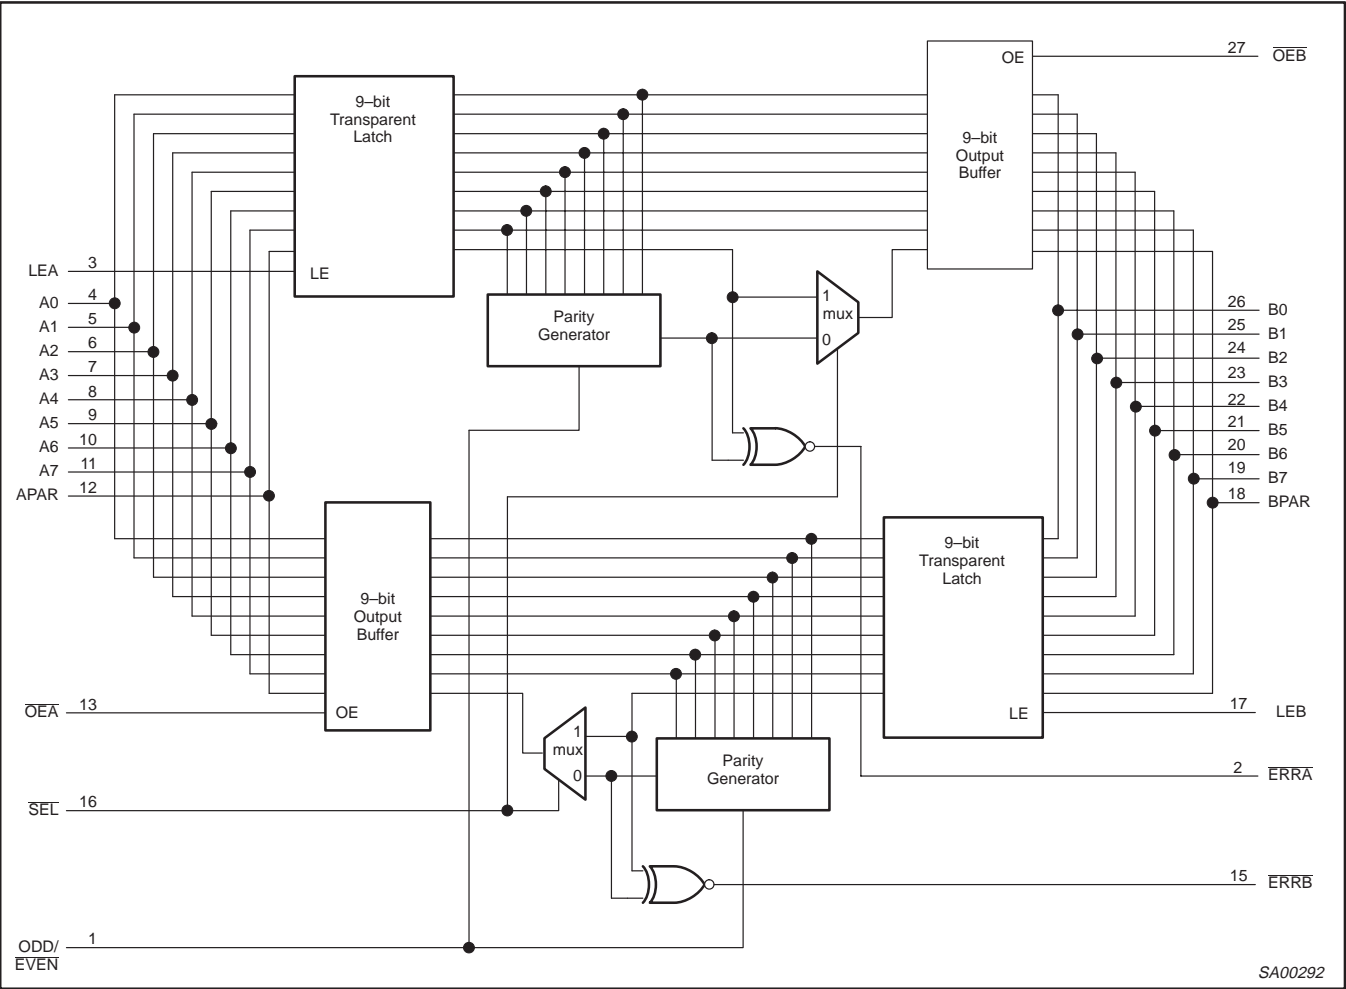 27 OEB
OE
9–bit
Transparent
Latch
9–bit
Output
Buffer
LEA 3
LE
A0 4
A1 5
A2 6
A3 7
A4 8
A5 9
A6 10
A7 11
APAR 12
Parity
Generator
1
mux
0
26 B0
25 B1
24 B2
23 B3
22 B4
21 B5
20 B6
19 B7
18 BPAR
9–bit
Output
Buffer
9–bit
Transparent
Latch
OEA 13
OE
LE
17 LEB
1
mux
0
Parity
Generator
2 ERRA
SEL 16
15 ERRB
ODD/ 1
EVEN
SA00292